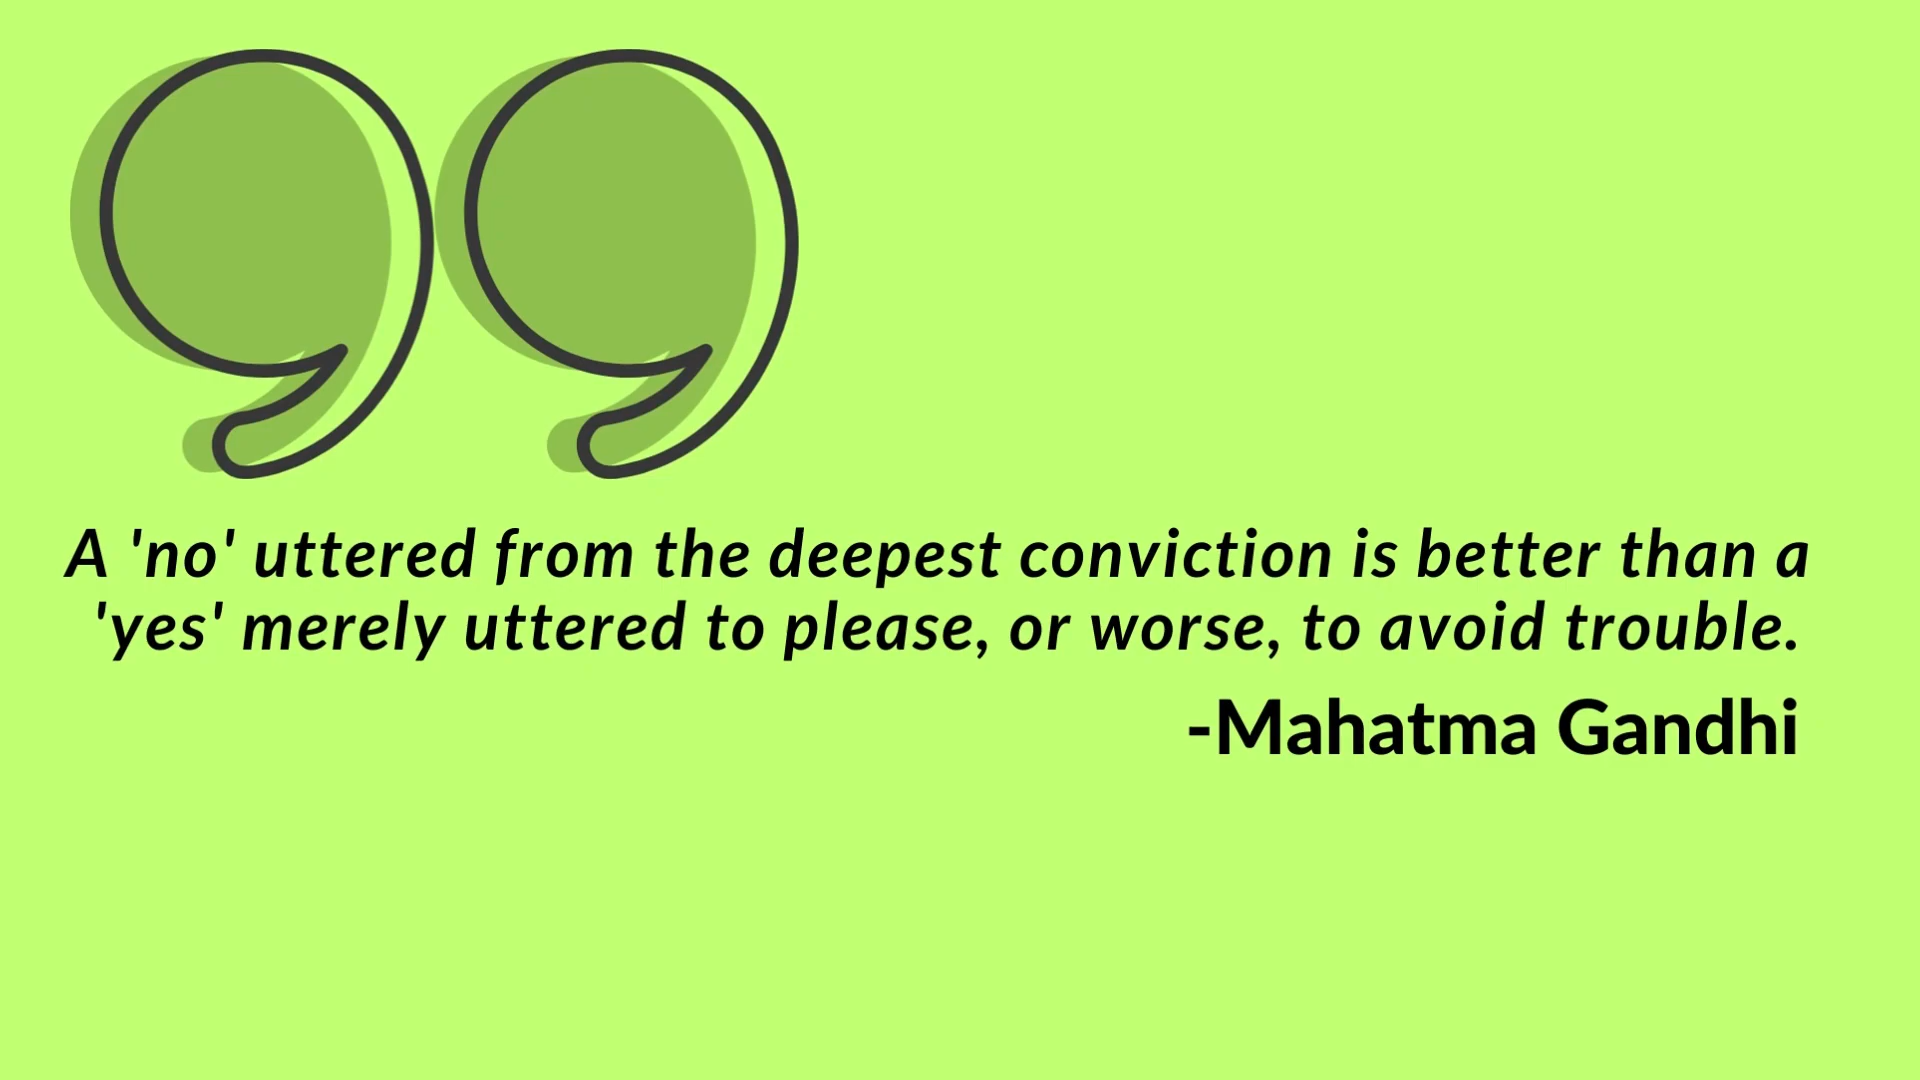 A 'no' uttered from the deepest conviction is better than a
'yes' merely uttered to please, or worse, to avoid trouble.
-Mahatma Gandhi